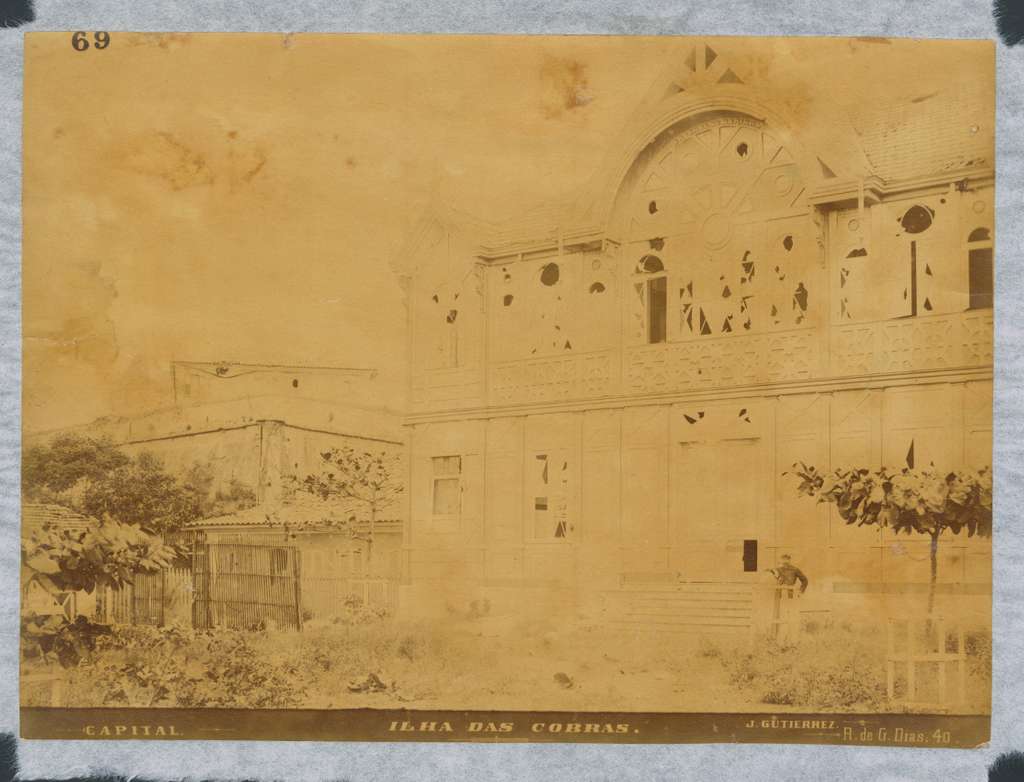 69
CAPITAL.
ILHA DAS COBRAS.
J. GUTIERREZ.
R. de G. Dias. 40